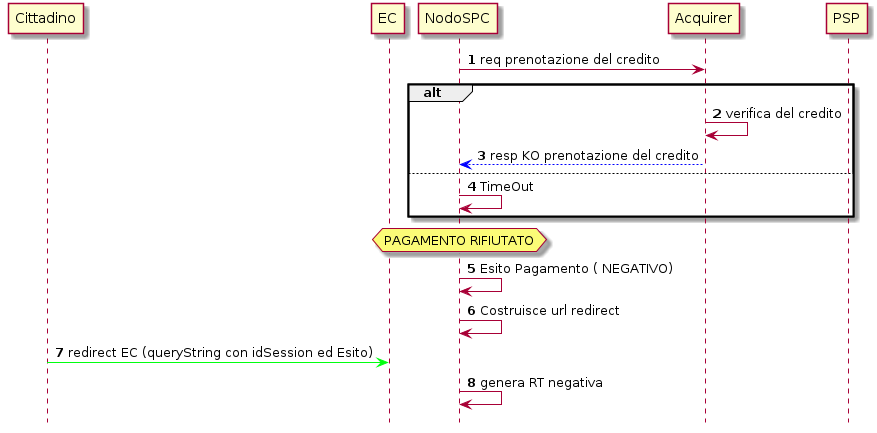 Cittadino EC NodoSPC Acquirer PSP
1 req prenotazione del credito
alt
2 verifica del credito
3 resp KO prenotazione del credito
4 TimeOut
PAGAMENTO RIFIUTATO
5 Esito Pagamento ( NEGATIVO)
6 Costruisce url redirect
7 redirect EC (queryString con idSession ed Esito)
8 genera RT negativa